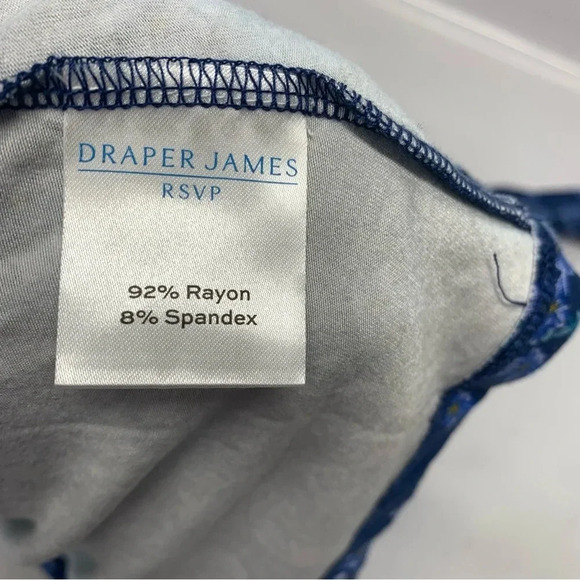 DRAPER JAMES
RSVP
92% Rayon
8% Spandex